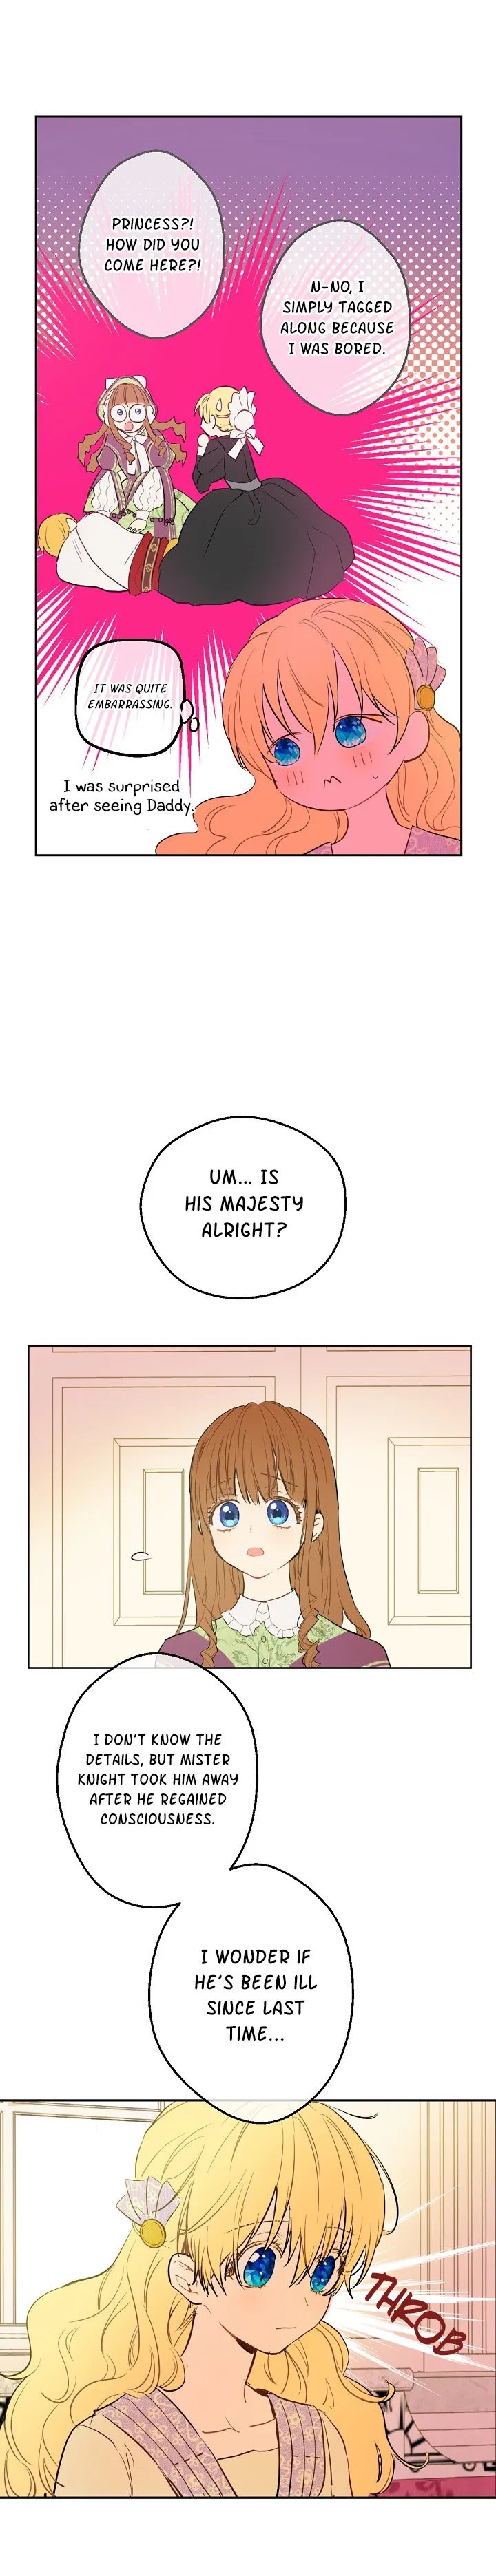 PRINCESS?!
HOW DID YOU
COME HERE?!
N-NO, I
SIMPLY TAGGED
ALONG BECAUSE
I WAS BORED.
IT WAS QUITE
EMBARRASSING.
I was surprised
after seeing Daddy.
UM... IS
HIS MAJESTY
ALRIGHT?
I DON'T KNOW THE
DETAILS, BUT MISTER
KNIGHT TOOK HIM AWAY
AFTER HE REGAINED
CONSCIOUSNESS.
I WONDER IF
HE'S BEEN ILL
SINCE LAST
TIME...
THROB